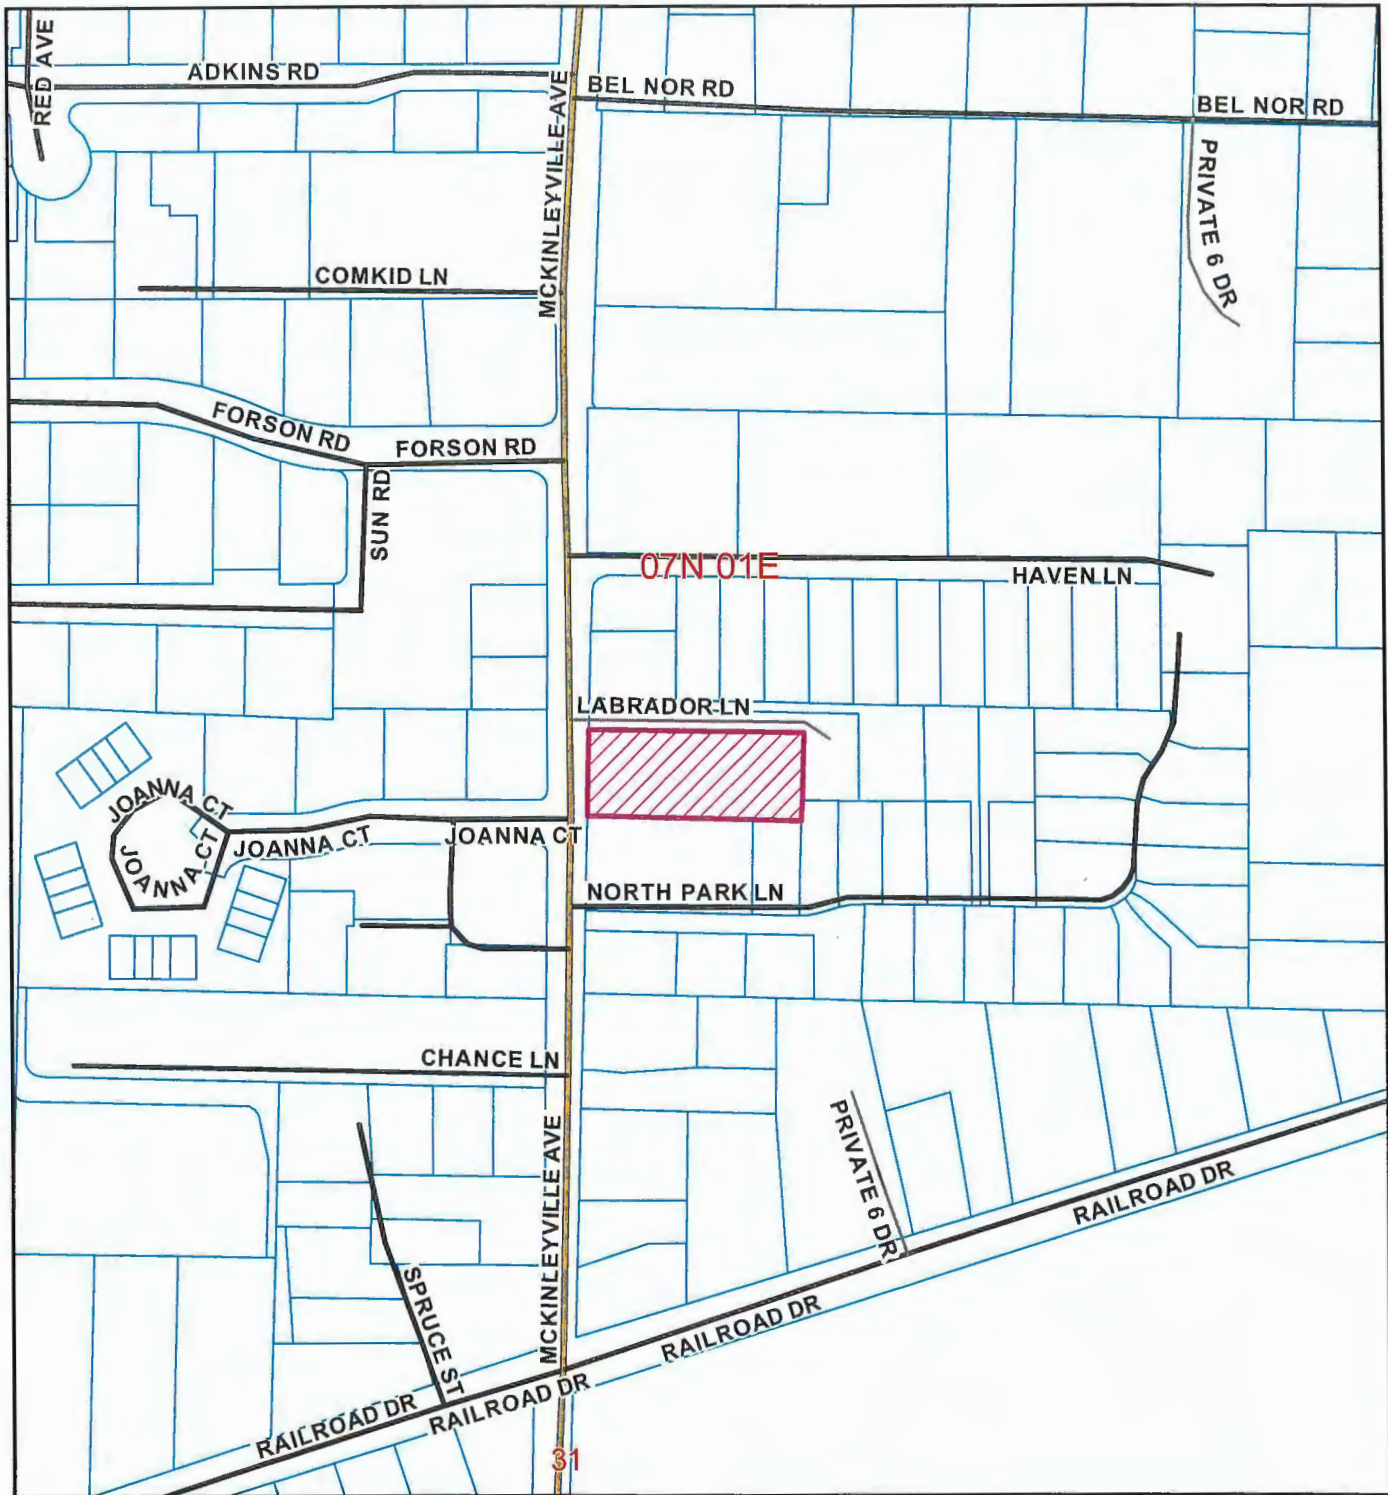 RED AVE
ADKINS RD
MCKINLEYVILLE AVE
BEL NOR RD
BEL NOR RD
PRIVATE 6 DR
COMKID LN
FORSON RD
FORSON RD
SUN RD
07N 01E
HAVEN LN
LABRADOR LN
JOANNA CT
JOANNA CT
JOANNA CT
JOANNA CT
NORTH PARK LN
CHANCE LN
MCKINLEYVILLE AVE
PRIVATE 6 DR
RAILROAD DR
SPRUCE ST
RAILROAD DR
RAILROAD DR
RAILROAD DR
31